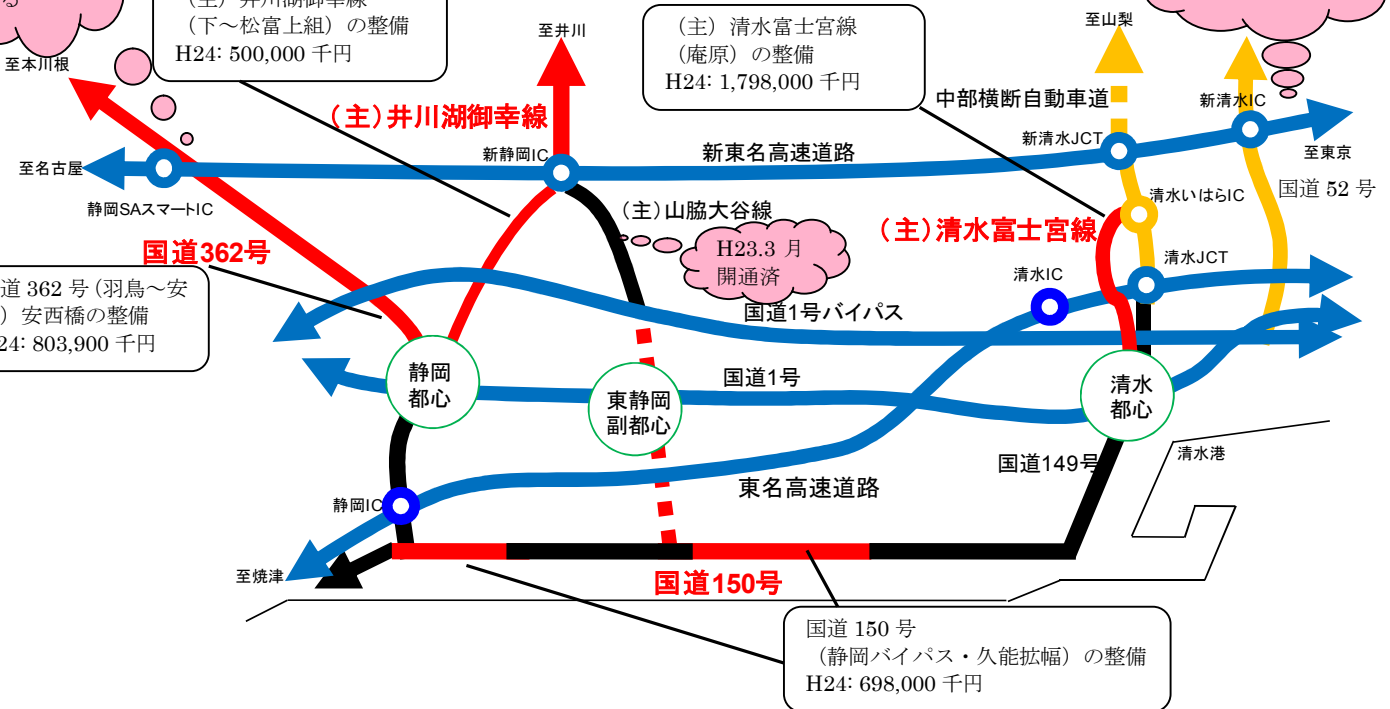 る
（主）井川湖御幸線
（下～松富上組）の整備
H24: 500,000 千円
（主）清水富士宮線
（庵原）の整備
H24: 1,798,000 千円
至山梨
至井川
至本川根
（主）井川湖御幸線
中部横断自動車道
新清水IC
新静岡IC
新東名高速道路
新清水JCT
至東京
至名古屋
静岡SAスマートIC
清水いはらIC
国道 52 号
（主）山脇大谷線
（主）清水富士宮線
国道362号
H23.3 月
開通済
清水IC
清水JCT
道 362 号（羽鳥～安
）安西橋の整備
24: 803,900 千円
国道1号バイパス
静岡
都心
国道1号
東静岡
副都心
清水
都心
国道149号
清水港
東名高速道路
静岡IC
至焼津
国道150号
国道 150 号
（静岡バイパス・久能拡幅）の整備
H24: 698,000 千円